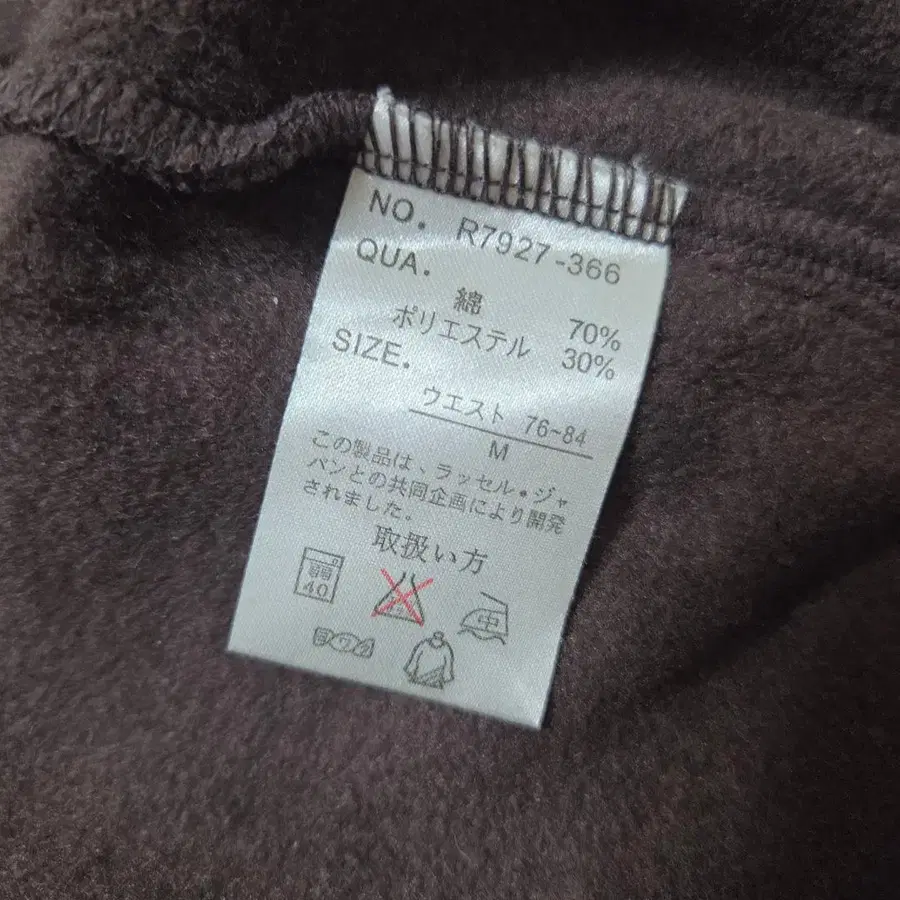 NO. R7927-366
QUA.
綿 70%
ポリエステル 30%
SIZE.
ウエスト 76~84
M
この製品は、ラッセル・ジャ
パンとの共同企画により開発
されました。
取扱い方
弱
40
中